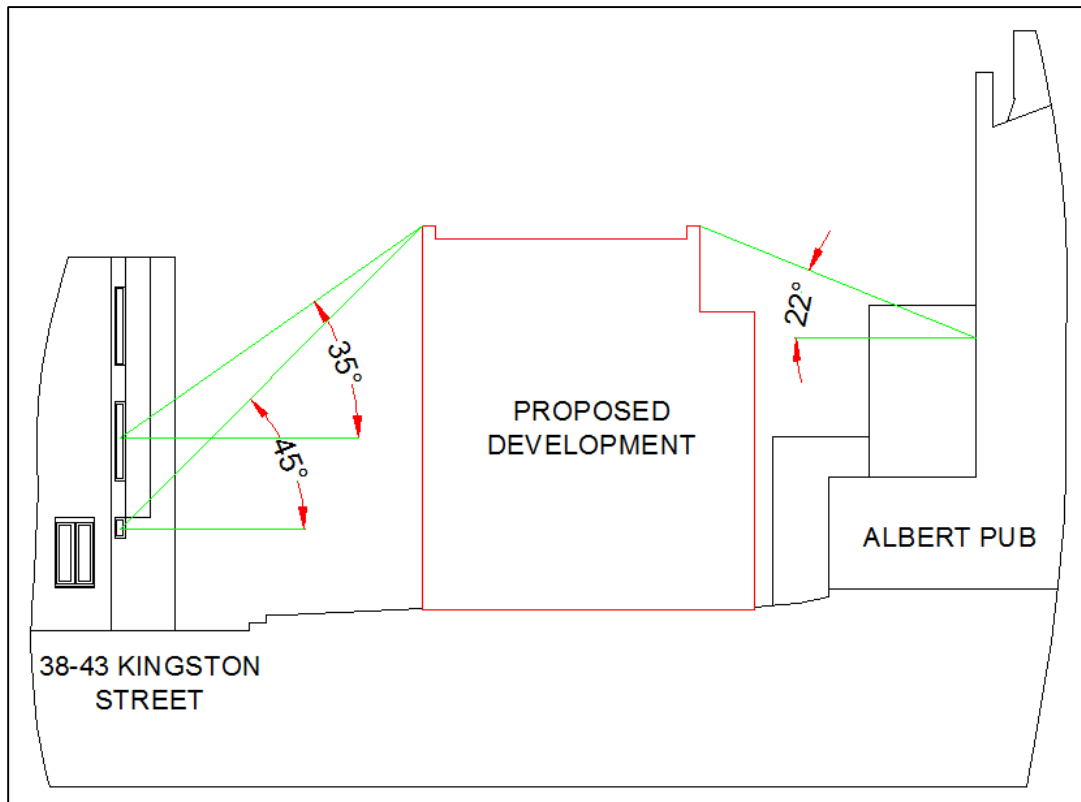 35°
45°
22°
PROPOSED
DEVELOPMENT
ALBERT PUB
38-43 KINGSTON
STREET